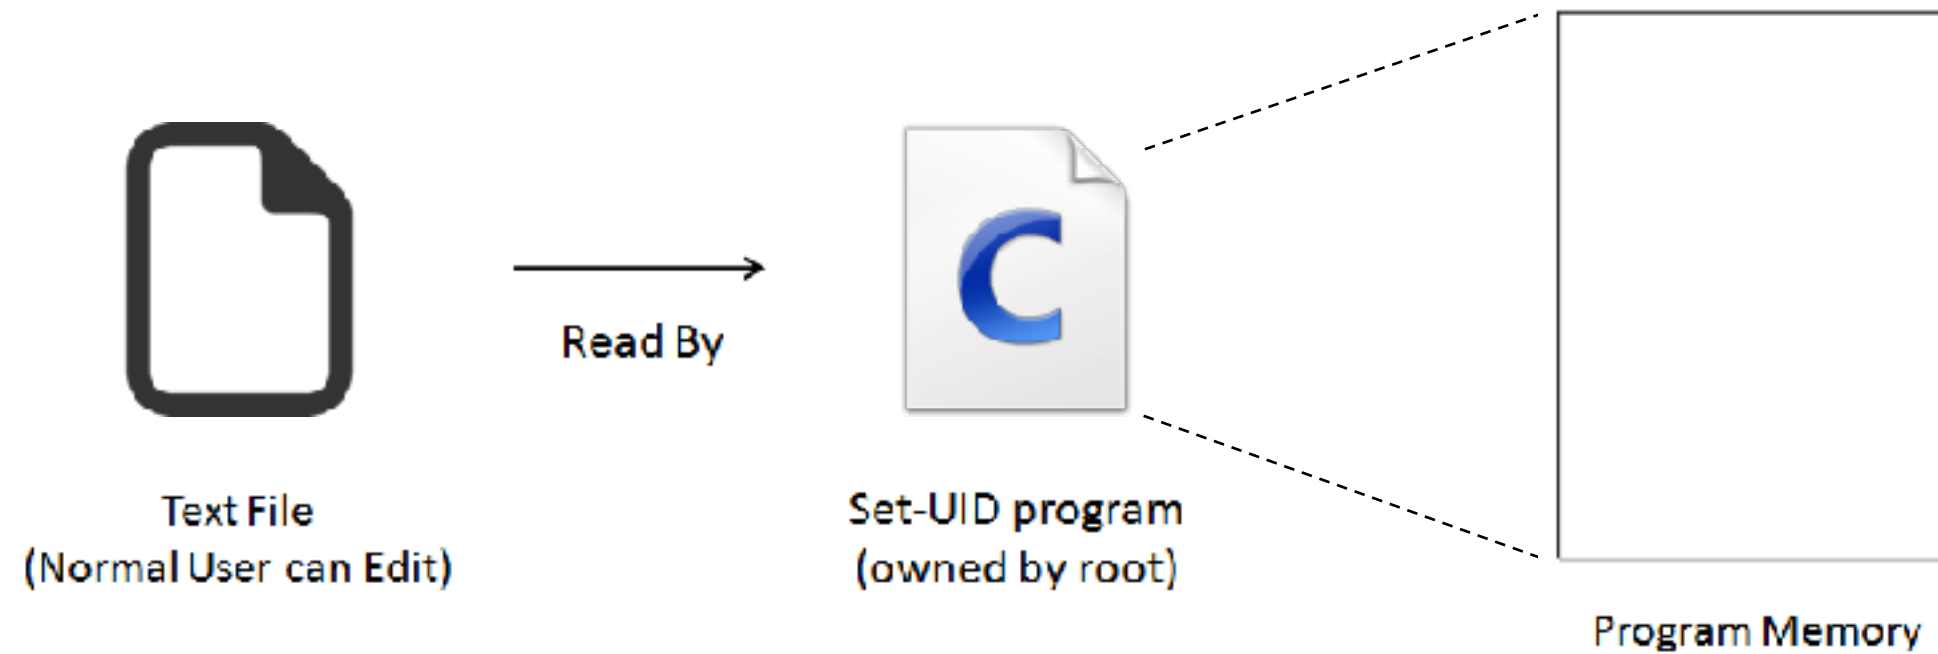 C
Read By
Text File
(Normal User can Edit)
Set-UID program
(owned by root)
Program Memory